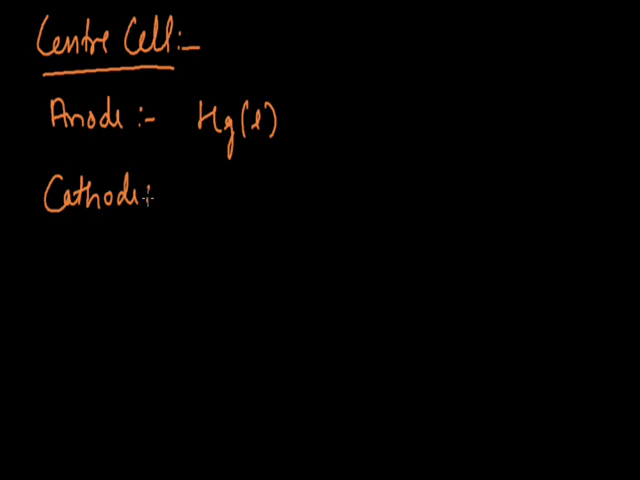 Centre Cell :-
Anode :- Hg(l)
Cathode :